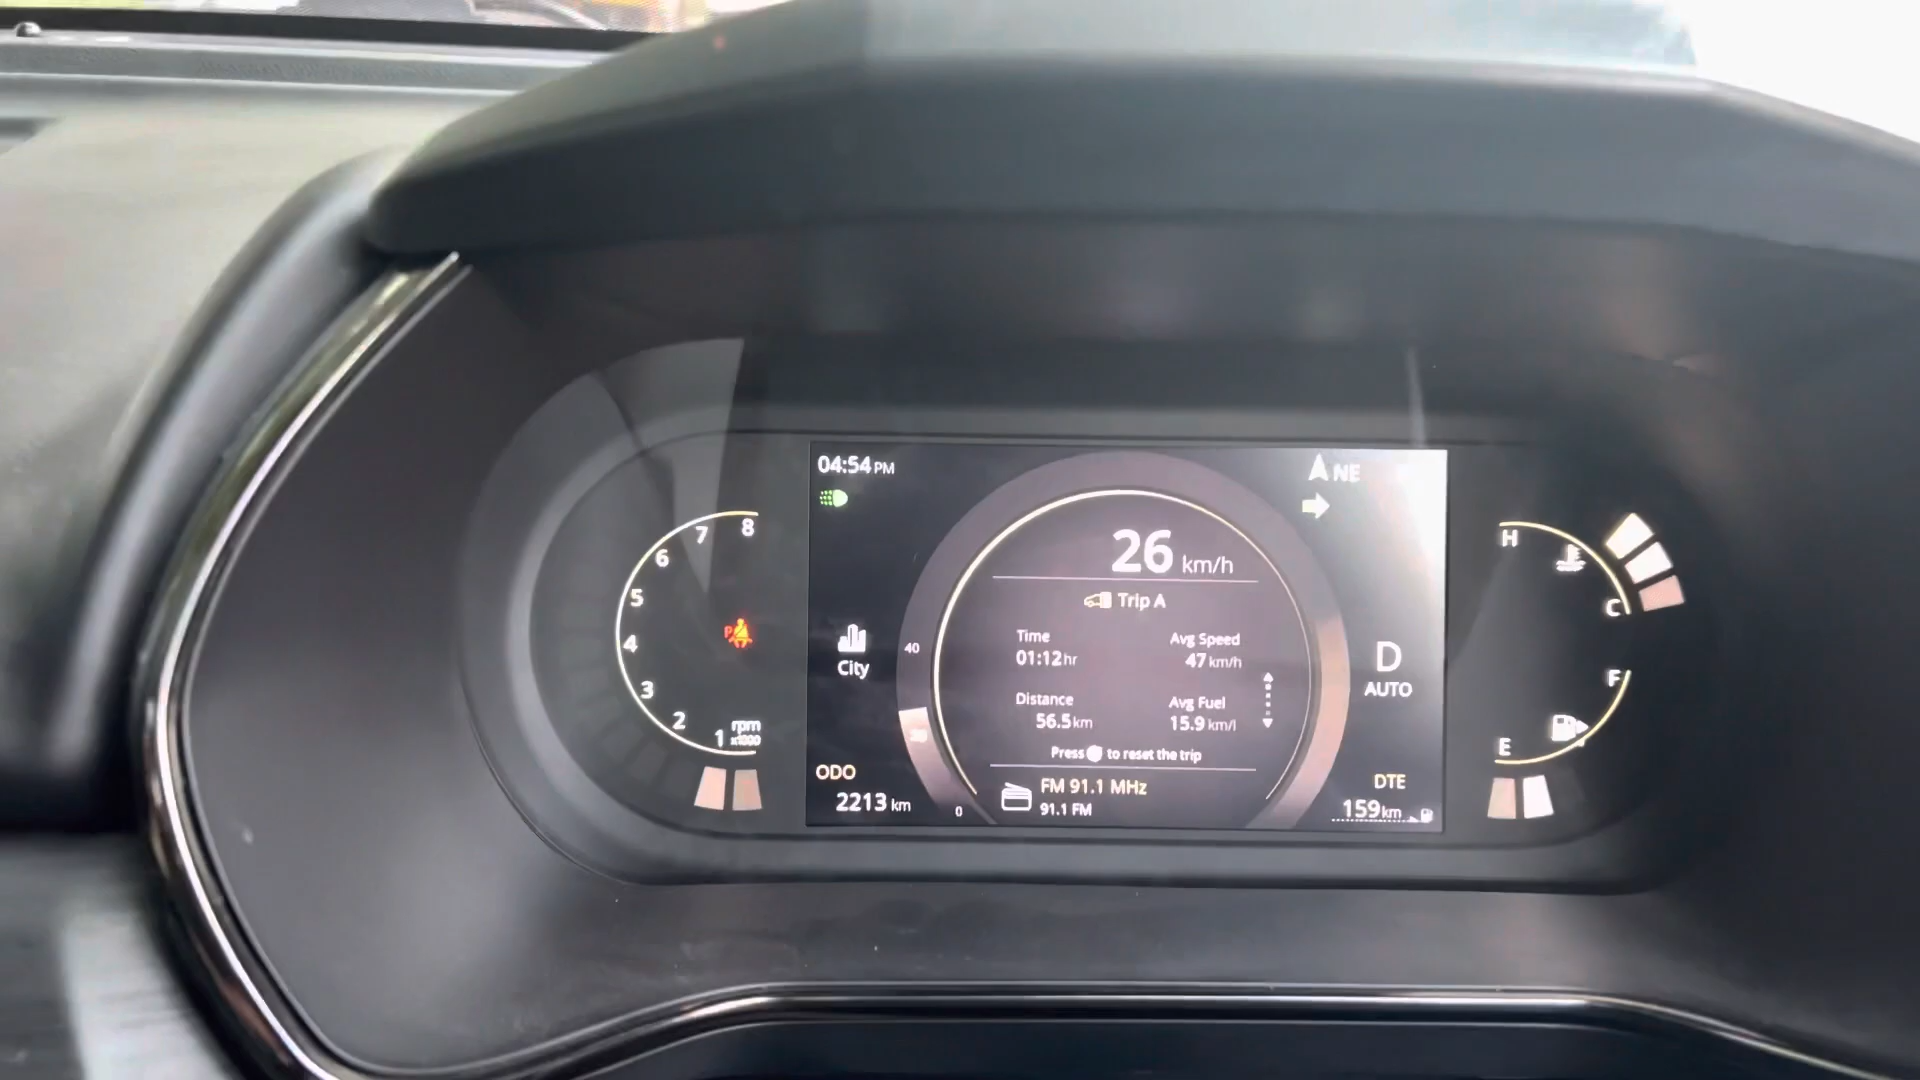 04:54 PM
NE
8
7
6
5
4
3
2
1 rpm x1000
P
City
40
20
0
26 km/h
Trip A
Time
01:12 hr
Avg Speed
47 km/h
Distance
56.5 km
Avg Fuel
15.9 km/l
Press to reset the trip
FM 91.1 MHz
91.1 FM
ODO
2213 km
D
AUTO
DTE
159 km
H
C
F
E